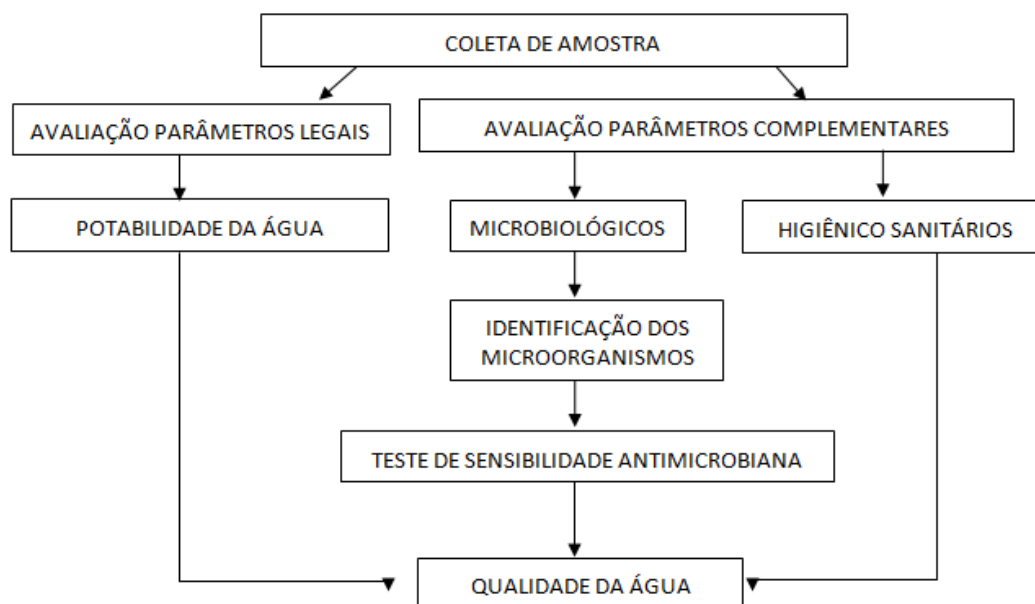 COLETA DE AMOSTRA
AVALIAÇÃO PARÂMETROS LEGAIS
AVALIAÇÃO PARÂMETROS COMPLEMENTARES
POTABILIDADE DA ÁGUA
MICROBIOLÓGICOS
HIGIÊNICO SANITÁRIOS
IDENTIFICAÇÃO DOS
MICROORGANISMOS
TESTE DE SENSIBILIDADE ANTIMICROBIANA
QUALIDADE DA ÁGUA